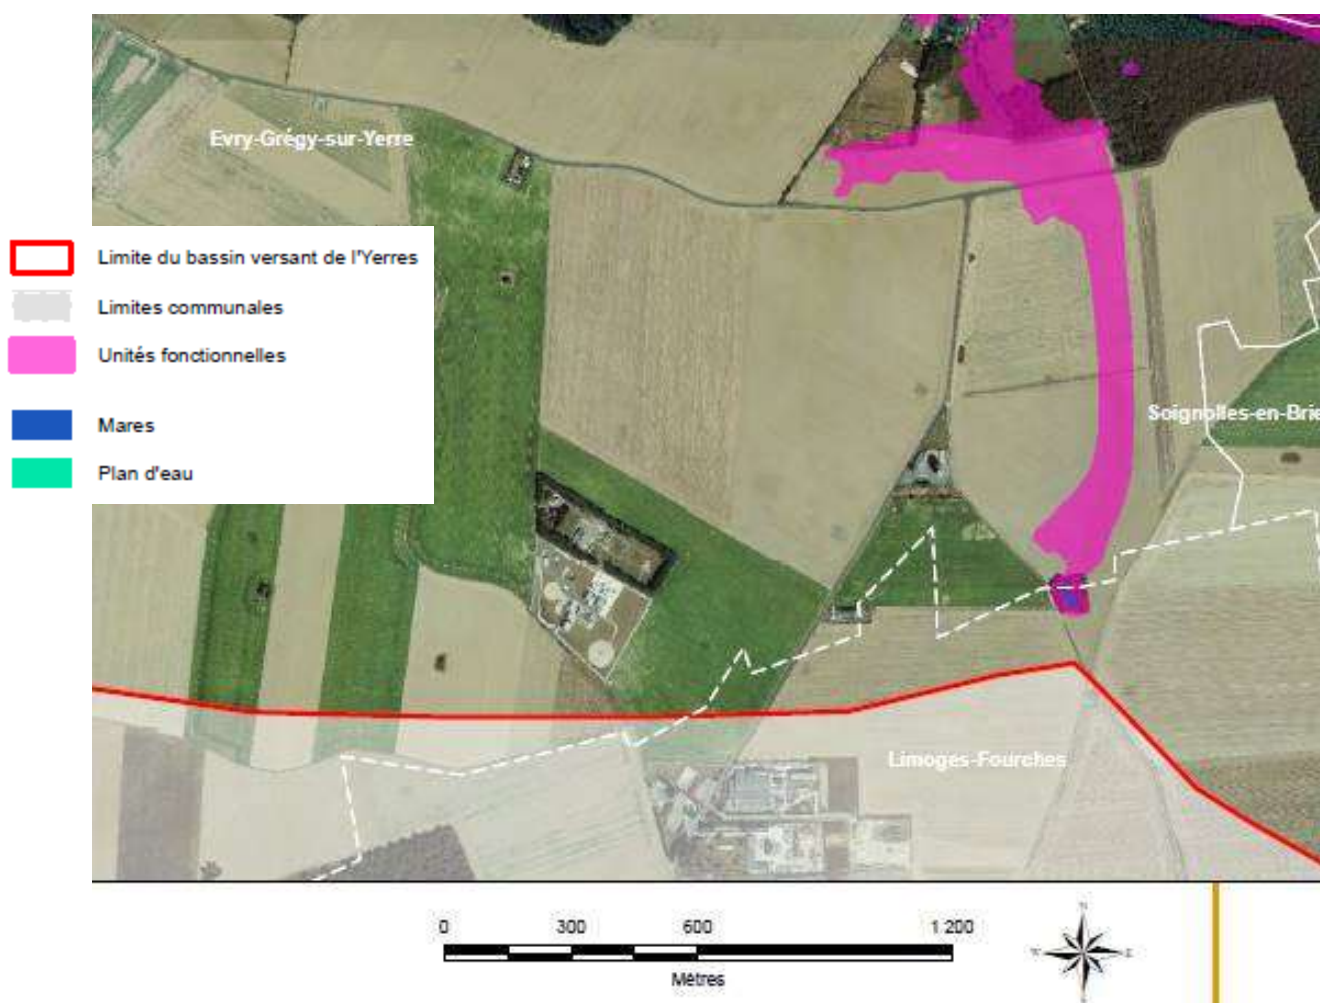 Evry-Grégy-sur-Yerre
Limite du bassin versant de l'Yerres
Limites communales
Unités fonctionnelles
Mares
Plan d'eau
Soignolles-en-Brie
Limoges-Fourches
0 300 600 1 200
Mètres
N
W E
S